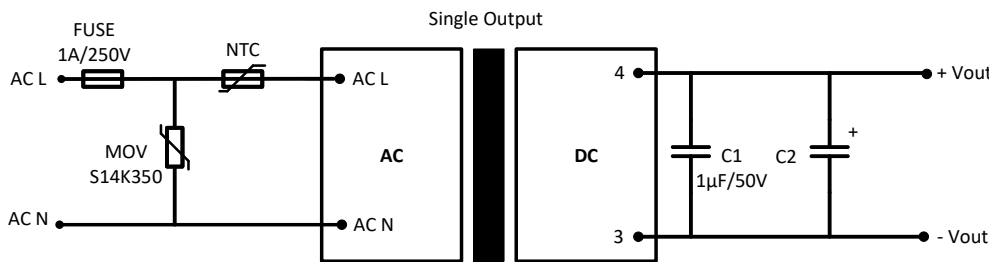 Single Output
FUSE
1A/250V
NTC
AC L
AC L
4
+ Vout
MOV
S14K350
AC
DC
C1
1µF/50V
C2
+
AC N
AC N
3
- Vout